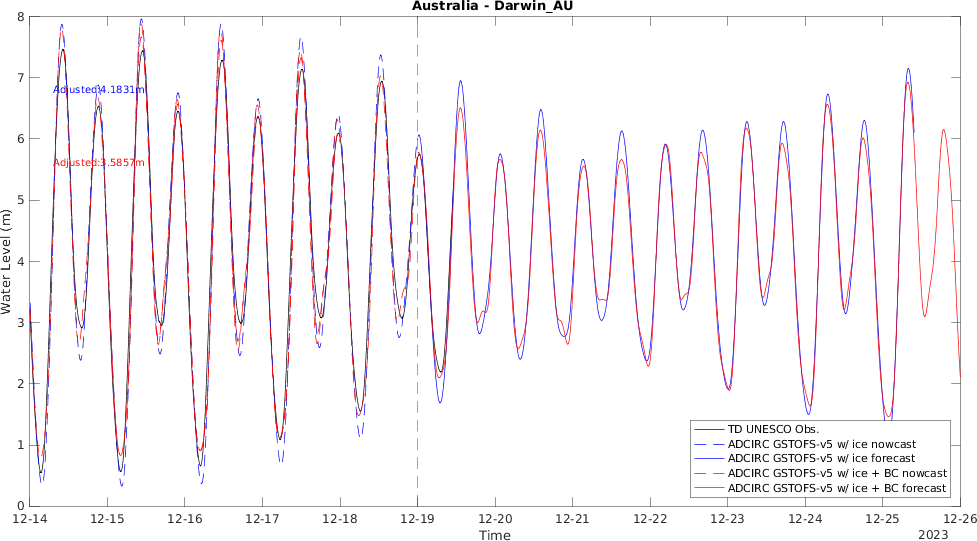 Australia - Darwin_AU
Water Level (m)
8
7
6
5
4
3
2
1
0
Adjusted:4.1831m
Adjusted:3.5857m
TD UNESCO Obs.
ADCIRC GSTOFS-v5 w/ ice nowcast
ADCIRC GSTOFS-v5 w/ ice forecast
ADCIRC GSTOFS-v5 w/ ice + BC nowcast
ADCIRC GSTOFS-v5 w/ ice + BC forecast
12-14 12-15 12-16 12-17 12-18 12-19 12-20 12-21 12-22 12-23 12-24 12-25 12-26
Time
2023